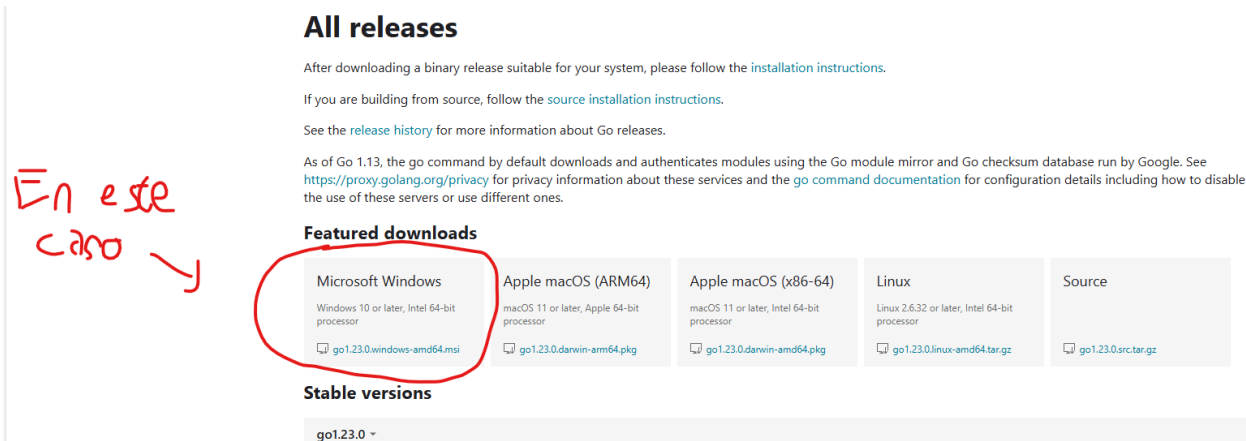 All releases
After downloading a binary release suitable for your system, please follow the installation instructions.
If you are building from source, follow the source installation instructions.
See the release history for more information about Go releases.
As of Go 1.13, the go command by default downloads and authenticates modules using the Go module mirror and Go checksum database run by Google. See
https://proxy.golang.org/privacy for privacy information about these services and the go command documentation for configuration details including how to disable
the use of these servers or use different ones.
En este
caso
Featured downloads
Microsoft Windows
Windows 10 or later, Intel 64-bit
processor
go1.23.0.windows-amd64.msi
Apple macOS (ARM64)
macOS 11 or later, Apple 64-bit
processor
go1.23.0.darwin-arm64.pkg
Apple macOS (x86-64)
macOS 11 or later, Intel 64-bit
processor
go1.23.0.darwin-amd64.pkg
Linux
Linux 2.6.32 or later, Intel 64-bit
processor
go1.23.0.linux-amd64.tar.gz
Source
go1.23.0.src.tar.gz
Stable versions
go1.23.0